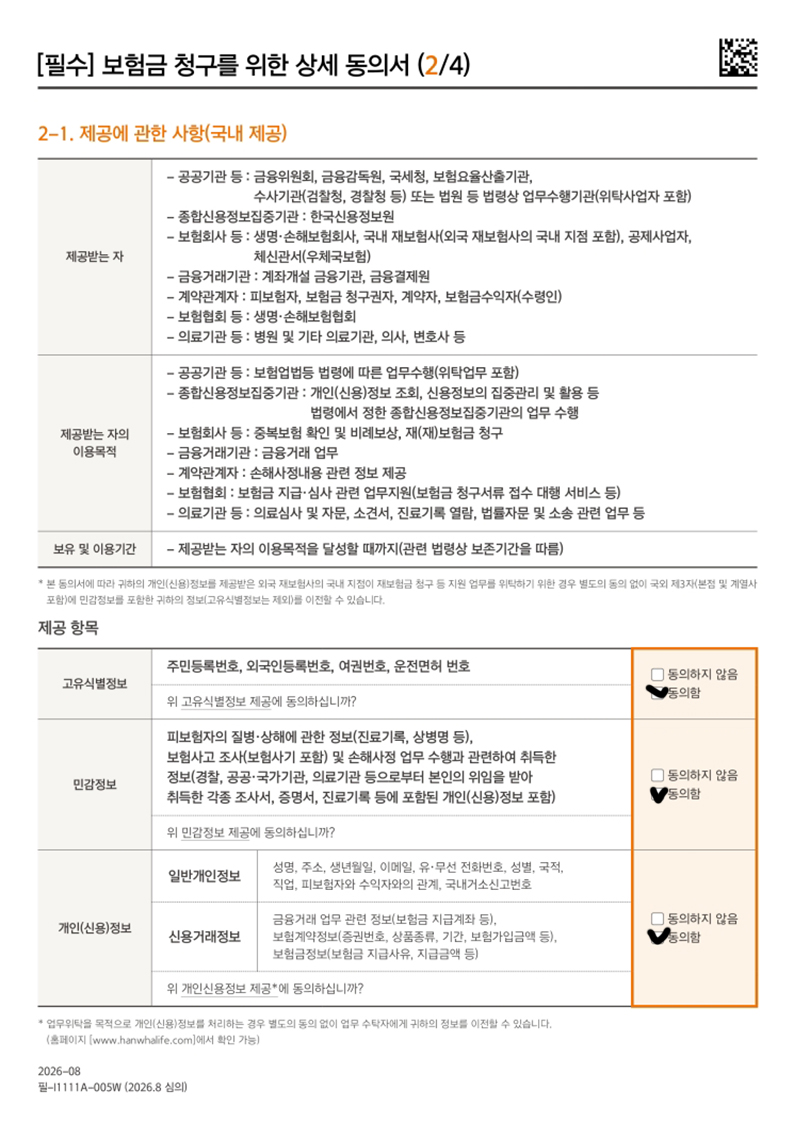 [필수] 보험금 청구를 위한 상세 동의서 (2/4)
2-1. 제공에 관한 사항(국내 제공)
제공받는 자
– 공공기관 등 : 금융위원회, 금융감독원, 국세청, 보험요율산출기관,
수사기관(검찰청, 경찰청 등) 또는 법원 등 법령상 업무수행기관(위탁사업자 포함)
– 종합신용정보집중기관 : 한국신용정보원
– 보험회사 등 : 생명·손해보험회사, 국내 재보험사(외국 재보험사의 국내 지점 포함), 공제사업자,
체신관서(우체국보험)
– 금융거래기관 : 계좌개설 금융기관, 금융결제원
– 계약관계자 : 피보험자, 보험금 청구권자, 계약자, 보험금수익자(수령인)
– 보험협회 등 : 생명·손해보험협회
– 의료기관 등 : 병원 및 기타 의료기관, 의사, 변호사 등
제공받는 자의
이용목적
– 공공기관 등 : 보험업법등 법령에 따른 업무수행(위탁업무 포함)
– 종합신용정보집중기관 : 개인(신용)정보 조회, 신용정보의 집중관리 및 활용 등
법령에서 정한 종합신용정보집중기관의 업무 수행
– 보험회사 등 : 중복보험 확인 및 비례보상, 재(재)보험금 청구
– 금융거래기관 : 금융거래 업무
– 계약관계자 : 손해사정내용 관련 정보 제공
– 보험협회 : 보험금 지급·심사 관련 업무지원(보험금 청구서류 접수 대행 서비스 등)
– 의료기관 등 : 의료심사 및 자문, 소견서, 진료기록 열람, 법률자문 및 소송 관련 업무 등
보유 및 이용기간
– 제공받는 자의 이용목적을 달성할 때까지(관련 법령상 보존기간을 따름)
* 본 동의서에 따라 귀하의 개인(신용)정보를 제공받은 외국 재보험사의 국내 지점이 재보험금 청구 등 지원 업무를 위탁하기 위한 경우 별도의 동의 없이 국외 제3자(본점 및 계열사
포함)에 민감정보를 포함한 귀하의 정보(고유식별정보는 제외)를 이전할 수 있습니다.
제공 항목
고유식별정보
주민등록번호, 외국인등록번호, 여권번호, 운전면허 번호
위 고유식별정보 제공에 동의하십니까?
동의하지 않음
동의함
민감정보
피보험자의 질병·상해에 관한 정보(진료기록, 상병명 등),
보험사고 조사(보험사기 포함) 및 손해사정 업무 수행과 관련하여 취득한
정보(경찰, 공공·국가기관, 의료기관 등으로부터 본인의 위임을 받아
취득한 각종 조사서, 증명서, 진료기록 등에 포함된 개인(신용)정보 포함)
위 민감정보 제공에 동의하십니까?
동의하지 않음
동의함
개인(신용)정보
일반개인정보
성명, 주소, 생년월일, 이메일, 유·무선 전화번호, 성별, 국적,
직업, 피보험자와 수익자와의 관계, 국내거소신고번호
신용거래정보
금융거래 업무 관련 정보(보험금 지급계좌 등),
보험계약정보(증권번호, 상품종류, 기간, 보험가입금액 등),
보험금정보(보험금 지급사유, 지급금액 등)
위 개인신용정보 제공*에 동의하십니까?
동의하지 않음
동의함
* 업무위탁을 목적으로 개인(신용)정보를 처리하는 경우 별도의 동의 없이 업무 수탁자에게 귀하의 정보를 이전할 수 있습니다.
(홈페이지 [www.hanwhalife.com]에서 확인 가능)
2026-08
필-I1111A-005W (2026.8 심의)